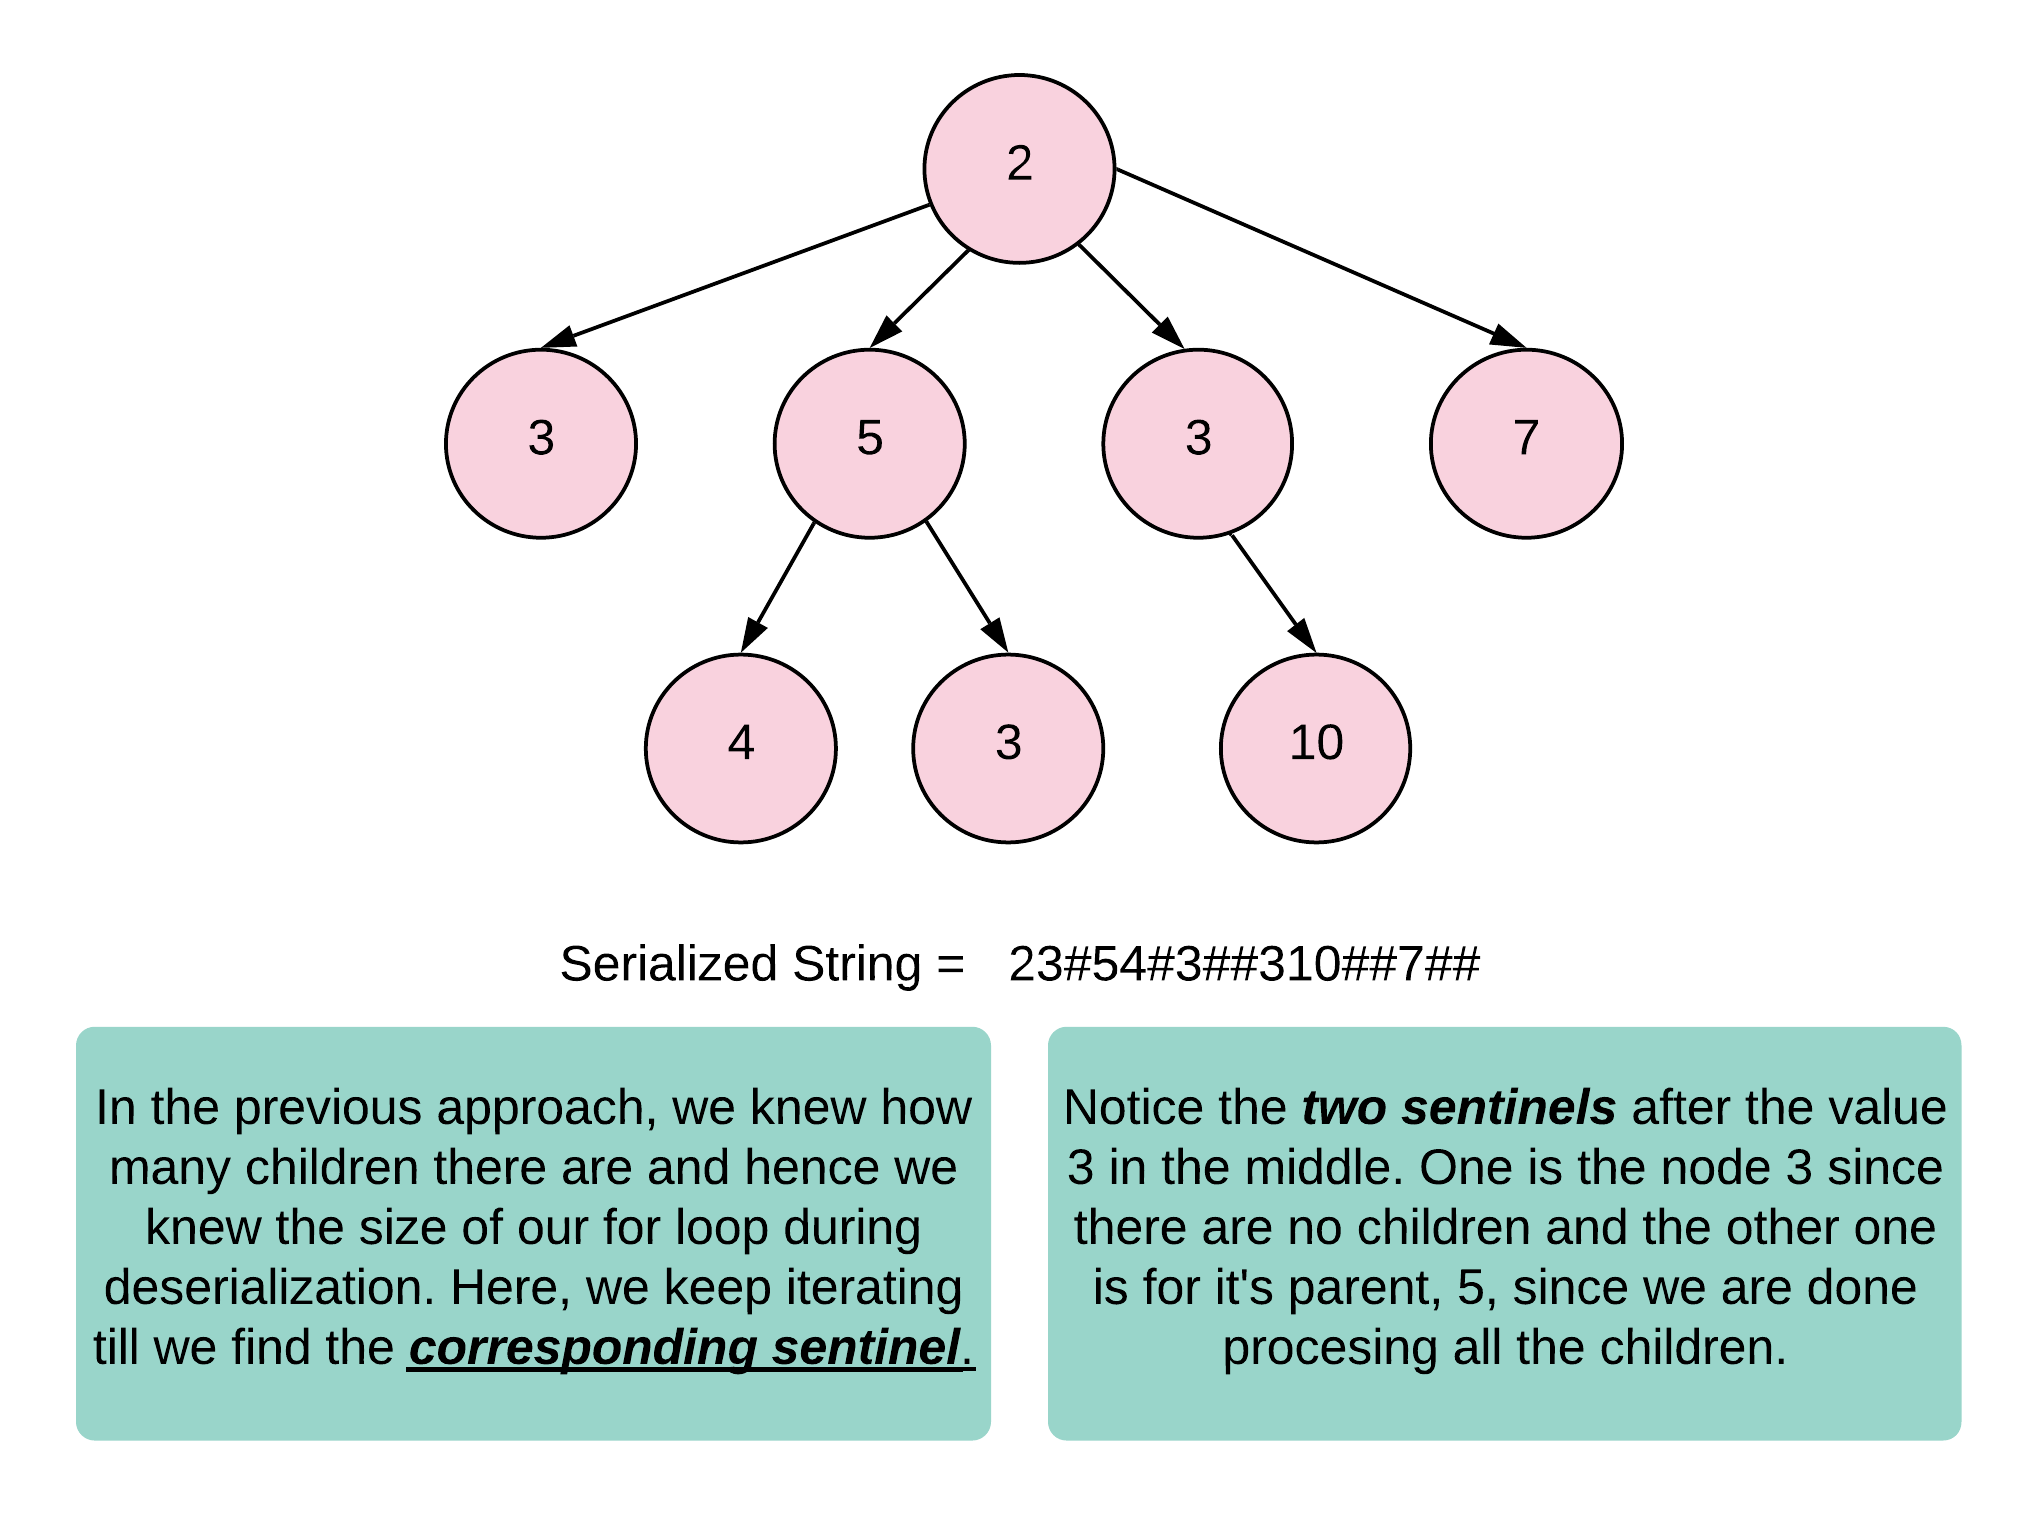 2
3
5
3
7
4
3
10
Serialized String = 23#54#3##310##7##
In the previous approach, we knew how
many children there are and hence we
knew the size of our for loop during
deserialization. Here, we keep iterating
till we find the corresponding sentinel.
Notice the two sentinels after the value
3 in the middle. One is the node 3 since
there are no children and the other one
is for it's parent, 5, since we are done
procesing all the children.